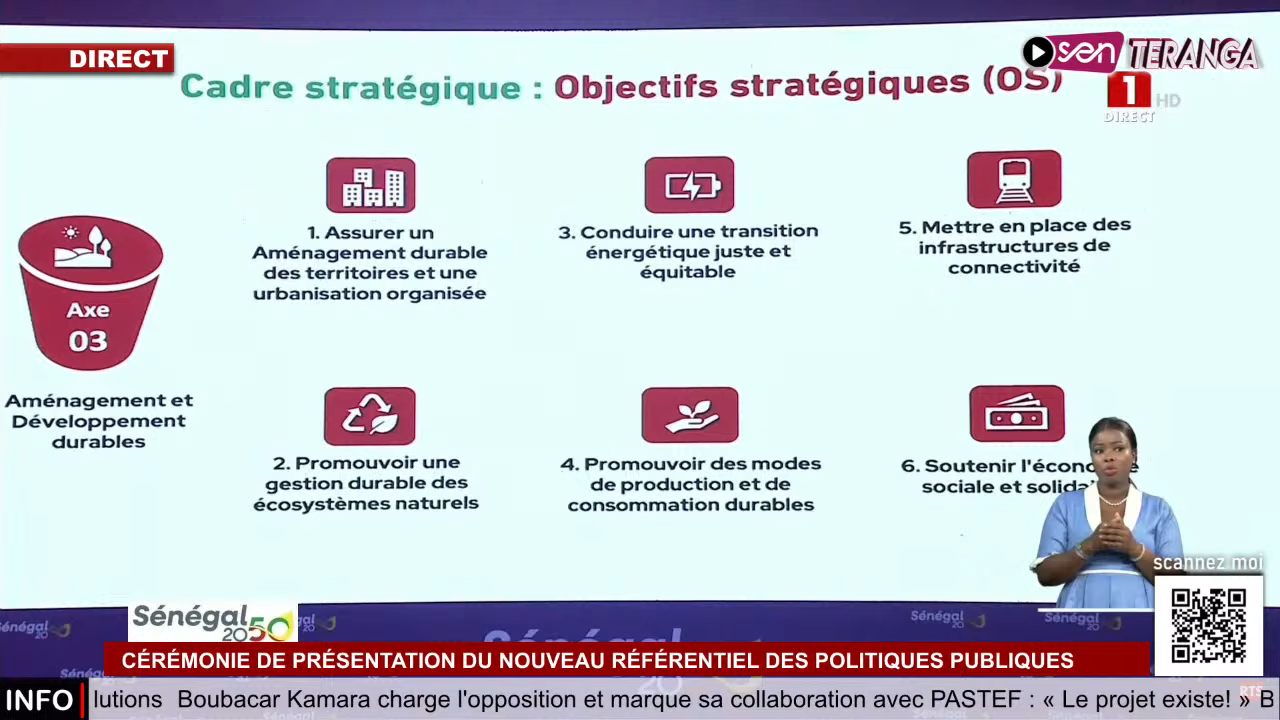 DIRECT
sen TERANGA
Cadre stratégique : Objectifs stratégiques (OS)
1 HD
DIRECT
1. Assurer un
Aménagement durable
des territoires et une
urbanisation organisée
3. Conduire une transition
énergétique juste et
équitable
5. Mettre en place des
infrastructures de
connectivité
Axe
03
Aménagement et
Développement
durables
2. Promouvoir une
gestion durable des
écosystèmes naturels
4. Promouvoir des modes
de production et de
consommation durables
6. Soutenir
sociale et
scannez moi
Sénégal
2050
Sénégal
Sénégal
Sénégal
CÉRÉMONIE DE PRÉSENTATION DU NOUVEAU RÉFÉRENTIEL DES POLITIQUES PUBLIQUES
INFO lutions Boubacar Kamara charge l'opposition et marque sa collaboration avec PASTEF : « Le projet existe! » B
RTS